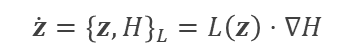 ż = {z, H}_L = L(z) · ∇H